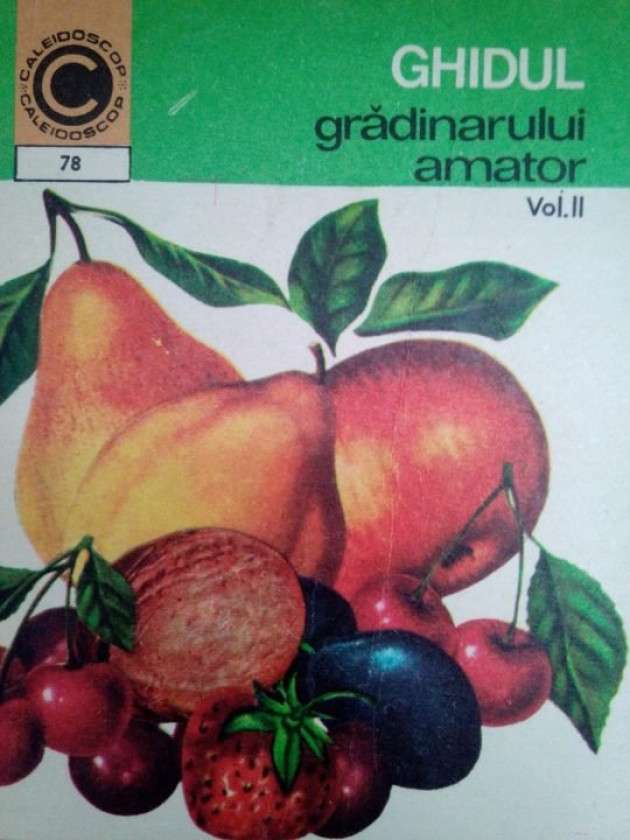 CALEIDOSCOP
CALEIDOSCOP
C
78
GHIDUL
grădinarului
amator
Vol.II